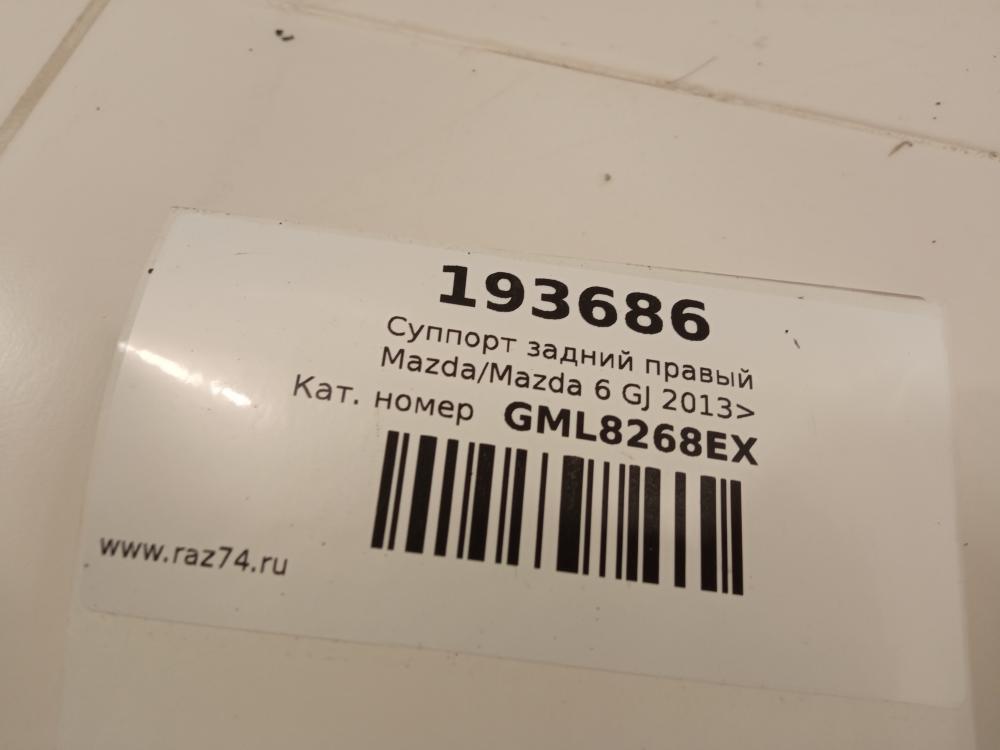 193686
Суппорт задний правый
Mazda/Mazda 6 GJ 2013>
Кат. номер GML8268EX
www.raz74.ru